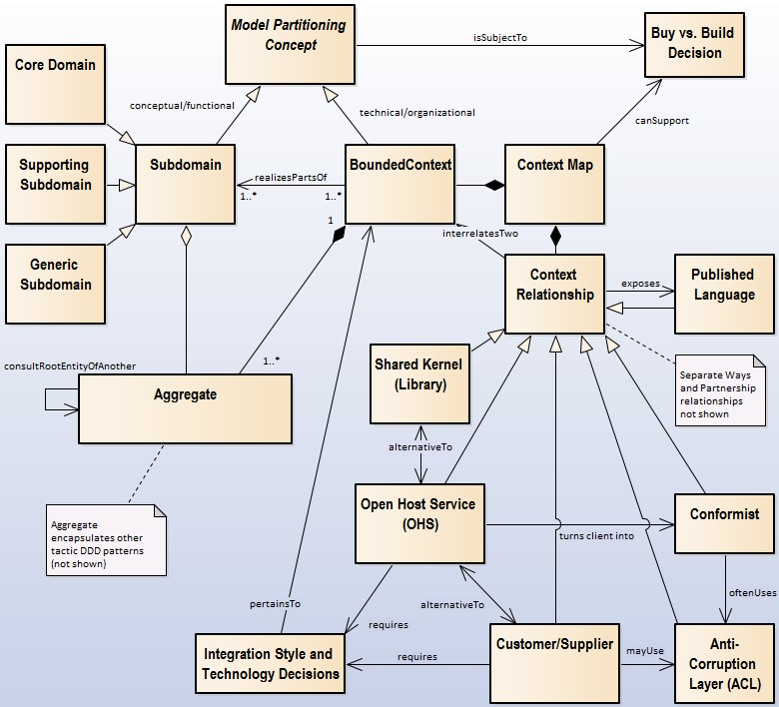 Model Partitioning
Concept
Buy vs. Build
Decision
isSubjectTo
Core Domain
conceptual/functional
technical/organizational
canSupport
Supporting
Subdomain
Subdomain
BoundedContext
Context Map
realizesPartsOf
1..*
1..*
1
interrelatesTwo
Generic
Subdomain
Context
Relationship
exposes
Published
Language
consultRootEntityOfAnother
1..*
Shared Kernel
(Library)
Separate Ways
and Partnership
relationships
not shown
Aggregate
alternativeTo
Open Host Service
(OHS)
Conformist
turns client into
Aggregate
encapsulates other
tactic DDD patterns
(not shown)
pertainsTo
alternativeTo
oftenUses
requires
Integration Style and
Technology Decisions
requires
Customer/Supplier
mayUse
Anti-
Corruption
Layer (ACL)